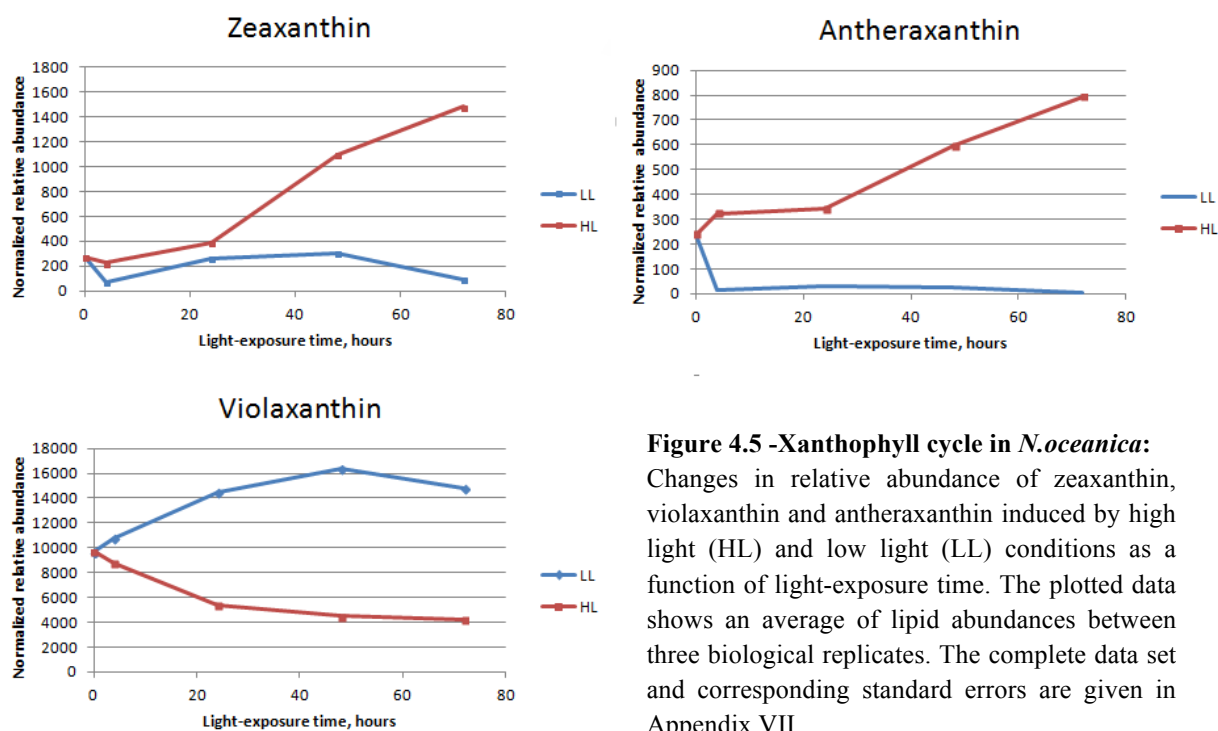 Zeaxanthin
Normalized relative abundance
1800
1600
1400
1200
1000
800
600
400
200
0
0 20 40 60 80
Light-exposure time, hours
LL
HL
Antheraxanthin
Normalized relative abundance
900
800
700
600
500
400
300
200
100
0
0 20 40 60 80
Light-exposure time, hours
LL
HL
Violaxanthin
Normalized relative abundance
18000
16000
14000
12000
10000
8000
6000
4000
2000
0
0 20 40 60 80
Light-exposure time, hours
LL
HL
Figure 4.5 -Xanthophyll cycle in N.oceanica:
Changes in relative abundance of zeaxanthin,
violaxanthin and antheraxanthin induced by high
light (HL) and low light (LL) conditions as a
function of light-exposure time. The plotted data
shows an average of lipid abundances between
three biological replicates. The complete data set
and corresponding standard errors are given in
Appendix VII